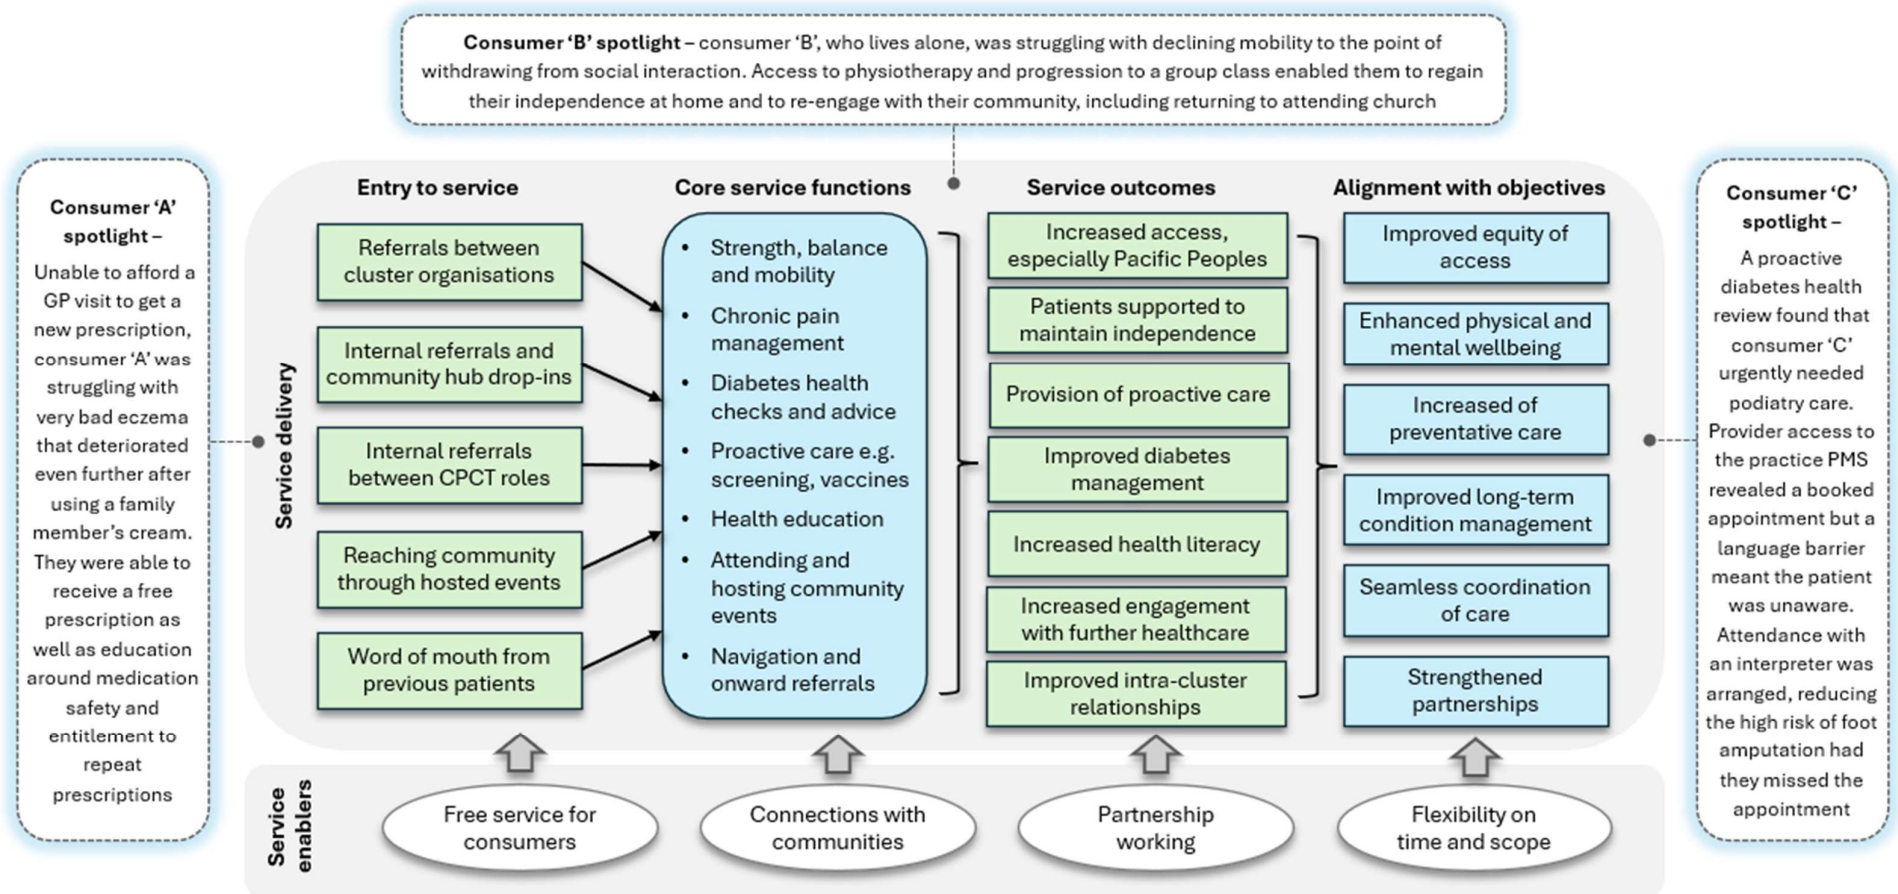 Consumer ‘B’ spotlight – consumer ‘B’, who lives alone, was struggling with declining mobility to the point of
withdrawing from social interaction. Access to physiotherapy and progression to a group class enabled them to regain
their independence at home and to re-engage with their community, including returning to attending church
Consumer ‘A’
spotlight –
Unable to afford a
GP visit to get a
new prescription,
consumer ‘A’ was
struggling with
very bad eczema
that deteriorated
even further after
using a family
member’s cream.
They were able to
receive a free
prescription as
well as education
around medication
safety and
entitlement to
repeat
prescriptions
Service delivery
Entry to service
Referrals between
cluster organisations
Internal referrals and
community hub drop-ins
Internal referrals
between CPCT roles
Reaching community
through hosted events
Word of mouth from
previous patients
Core service functions
• Strength, balance
and mobility
• Chronic pain
management
• Diabetes health
checks and advice
• Proactive care e.g.
screening, vaccines
• Health education
• Attending and
hosting community
events
• Navigation and
onward referrals
Service outcomes
Increased access,
especially Pacific Peoples
Patients supported to
maintain independence
Provision of proactive care
Improved diabetes
management
Increased health literacy
Increased engagement
with further healthcare
Improved intra-cluster
relationships
Alignment with objectives
Improved equity of
access
Enhanced physical and
mental wellbeing
Increased of
preventative care
Improved long-term
condition management
Seamless coordination
of care
Strengthened
partnerships
Consumer ‘C’
spotlight –
A proactive
diabetes health
review found that
consumer ‘C’
urgently needed
podiatry care.
Provider access to
the practice PMS
revealed a booked
appointment but a
language barrier
meant the patient
was unaware.
Attendance with
an interpreter was
arranged, reducing
the high risk of foot
amputation had
they missed the
appointment
Service
enablers
Free service for
consumers
Connections with
communities
Partnership
working
Flexibility on
time and scope